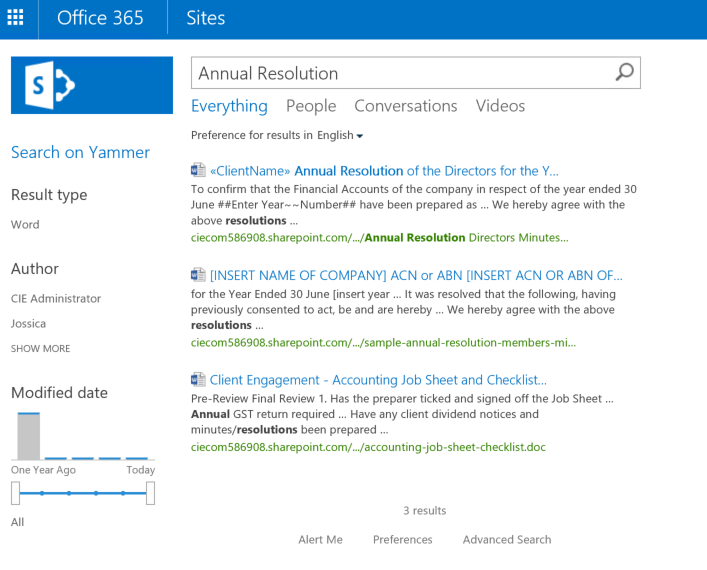 Office 365 Sites
S
Annual Resolution
Everything People Conversations Videos
Preference for results in English
Search on Yammer
Result type
Word
Author
CIE Administrator
Jossica
SHOW MORE
Modified date
One Year Ago Today
All
«ClientName» Annual Resolution of the Directors for the Y...
To confirm that the Financial Accounts of the company in respect of the year ended 30
June ##Enter Year~~Number## have been prepared as ... We hereby agree with the
above resolutions ...
ciecom586908.sharepoint.com/.../Annual Resolution Directors Minutes...
[INSERT NAME OF COMPANY] ACN or ABN [INSERT ACN OR ABN OF...
for the Year Ended 30 June [insert year ... It was resolved that the following, having
previously consented to act, be and are hereby ... We hereby agree with the above
resolutions ...
ciecom586908.sharepoint.com/.../sample-annual-resolution-members-mi...
Client Engagement - Accounting Job Sheet and Checklist...
Pre-Review Final Review 1. Has the preparer ticked and signed off the Job Sheet ...
Annual GST return required ... Have any client dividend notices and
minutes/resolutions been prepared ...
ciecom586908.sharepoint.com/.../accounting-job-sheet-checklist.doc
3 results
Alert Me Preferences Advanced Search